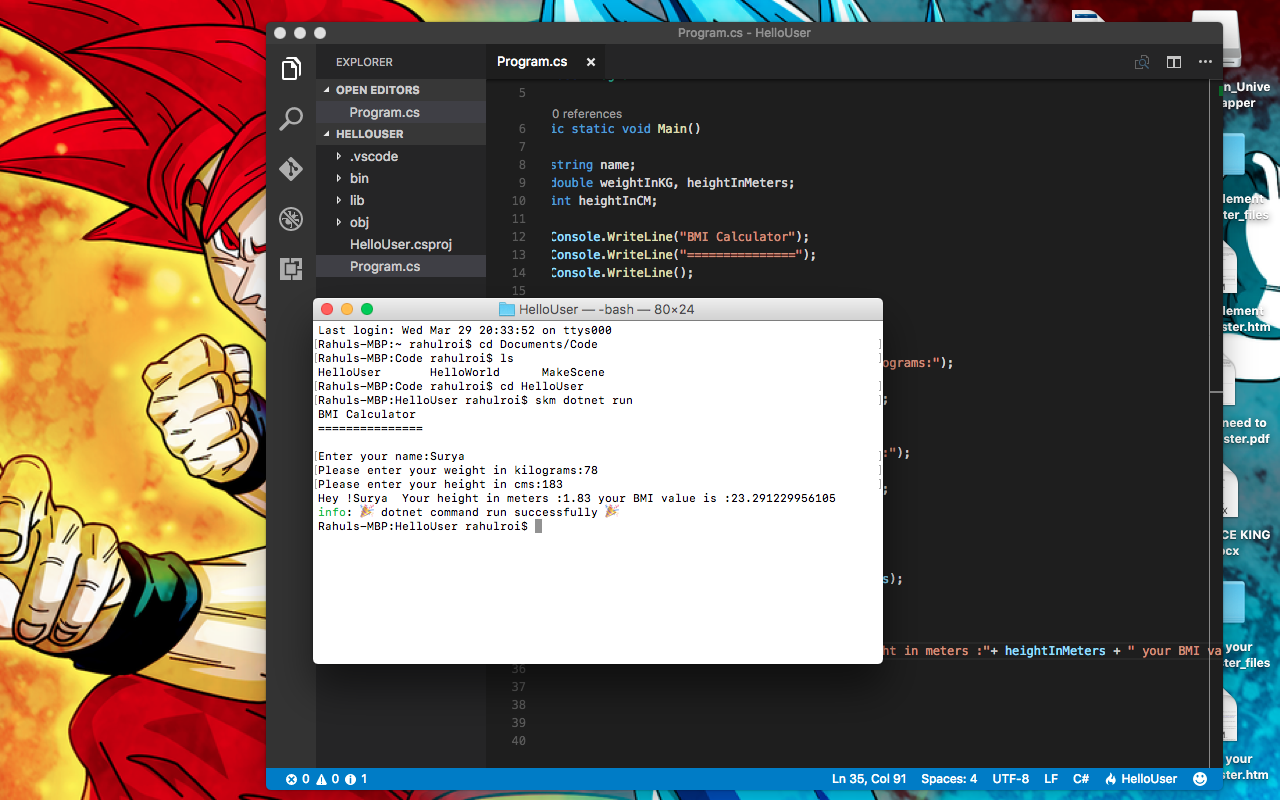 Program.cs - HelloUser
EXPLORER
OPEN EDITORS
Program.cs
HELLOUSER
.vscode
bin
lib
obj
HelloUser.csproj
Program.cs
Program.cs
5
0 references
6 ic static void Main()
7
8 string name;
9 double weightInKG, heightInMeters;
10 int heightInCM;
11
12 Console.WriteLine("BMI Calculator");
13 Console.WriteLine("===============");
14 Console.WriteLine();
15
ograms:");
;
:");
;
s);
ht in meters :"+ heightInMeters + " your BMI va
36
37
38
39
40
HelloUser — -bash — 80×24
Last login: Wed Mar 29 20:33:52 on ttys000
[Rahuls-MBP:~ rahulroi$ cd Documents/Code ]
[Rahuls-MBP:Code rahulroi$ ls ]
HelloUser HelloWorld MakeScene
[Rahuls-MBP:Code rahulroi$ cd HelloUser ]
[Rahuls-MBP:HelloUser rahulroi$ skm dotnet run ]
BMI Calculator
===============
[Enter your name:Surya ]
[Please enter your weight in kilograms:78 ]
[Please enter your height in cms:183 ]
Hey !Surya  Your height in meters :1.83 your BMI value is :23.291229956105
info: 🎉 dotnet command run successfully 🎉
Rahuls-MBP:HelloUser rahulroi$
0 0 1
Ln 35, Col 91 Spaces: 4 UTF-8 LF C# HelloUser
n_Unive
apper
lement
ter_files
lement
ster.htm
need to
ster.pdf
CE KING
ocx
your
ter_files
your
ster.htm